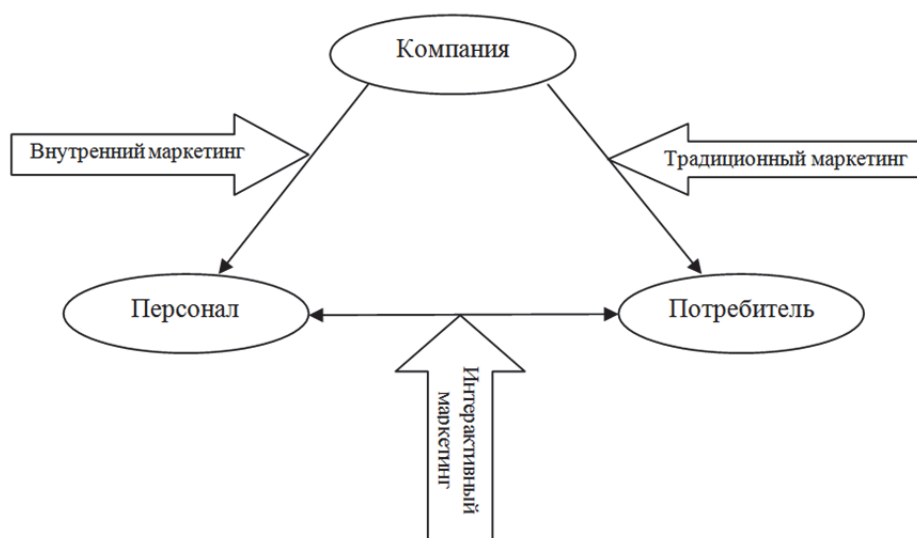 Компания
Внутренний маркетинг
Традиционный маркетинг
Персонал
Потребитель
Интерактивный
маркетинг